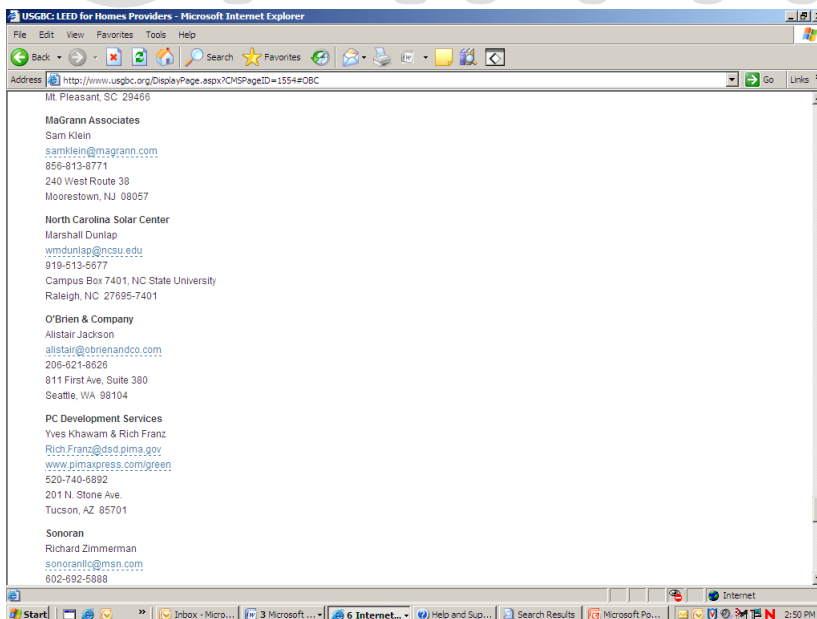 USGBC: LEED for Homes Providers - Microsoft Internet Explorer
File Edit View Favorites Tools Help
Back Search Favorites
Address http://www.usgbc.org/DisplayPage.aspx?CMSPageID=1554#OBC Go Links
Mt. Pleasant, SC 29466
MaGrann Associates
Sam Klein
samklein@magrann.com
856-813-8771
240 West Route 38
Moorestown, NJ 08057
North Carolina Solar Center
Marshall Dunlap
wmdunlap@ncsu.edu
919-513-5677
Campus Box 7401, NC State University
Raleigh, NC 27695-7401
O'Brien & Company
Alistair Jackson
alistair@obrienandco.com
206-621-8626
811 First Ave, Suite 380
Seattle, WA 98104
PC Development Services
Yves Khawam & Rich Franz
Rich.Franz@dsd.pima.gov
www.pimaxpress.com/green
520-740-6892
201 N. Stone Ave.
Tucson, AZ 85701
Sonoran
Richard Zimmerman
sonoranllc@msn.com
602-692-5888
Internet
Start » Inbox - Micro... 3 Microsoft ... 6 Internet... Help and Sup... Search Results Microsoft Po... 2:50 PM